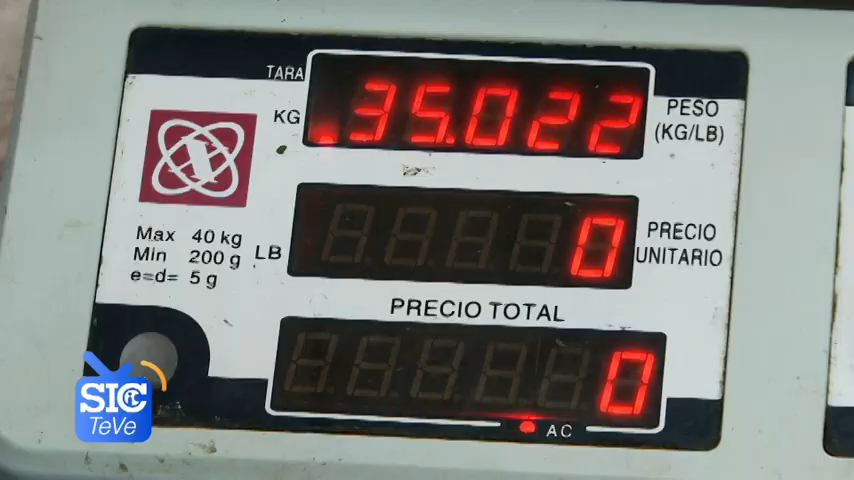 TARA
KG
.35.022
PESO
(KG/LB)
Max 40 kg
Min 200 g
e=d= 5 g
LB
0
PRECIO
UNITARIO
PRECIO TOTAL
0
AC
SIC
TeVe